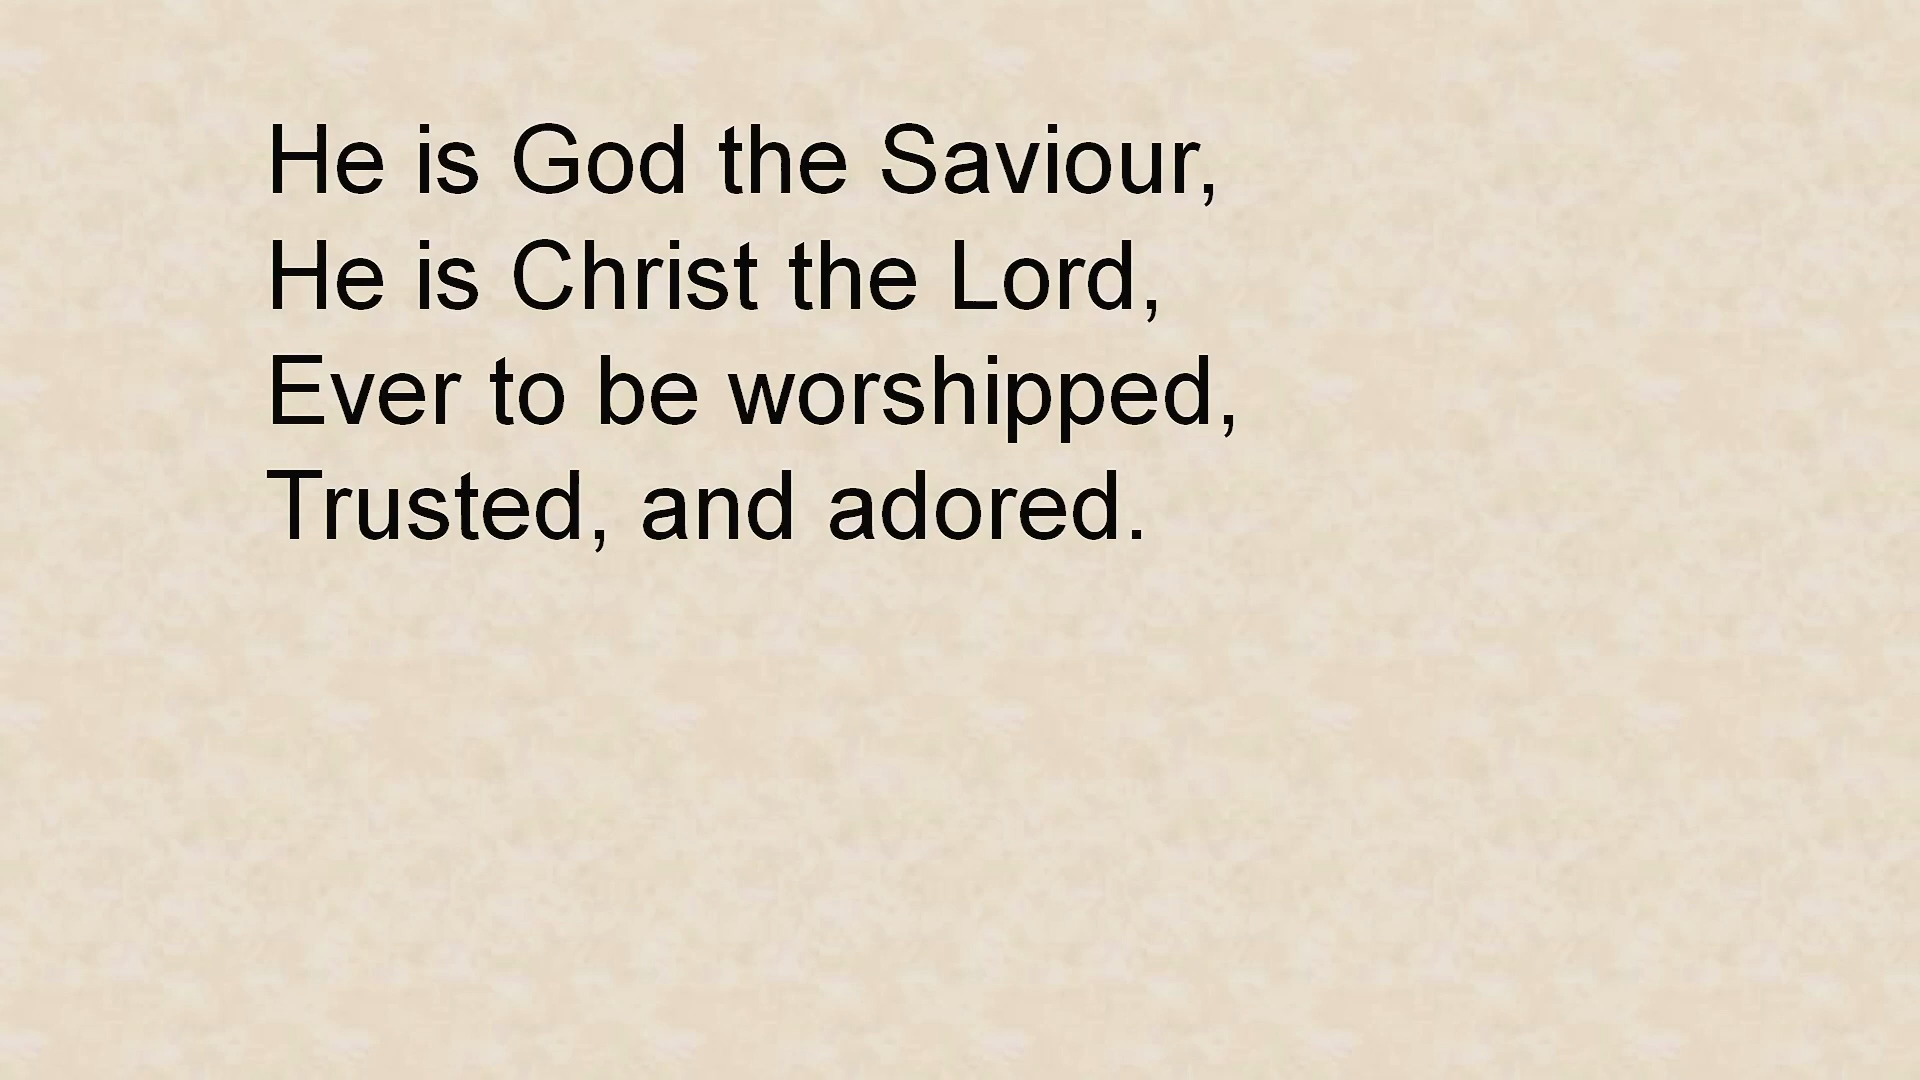 He is God the Saviour,
He is Christ the Lord,
Ever to be worshipped,
Trusted, and adored.